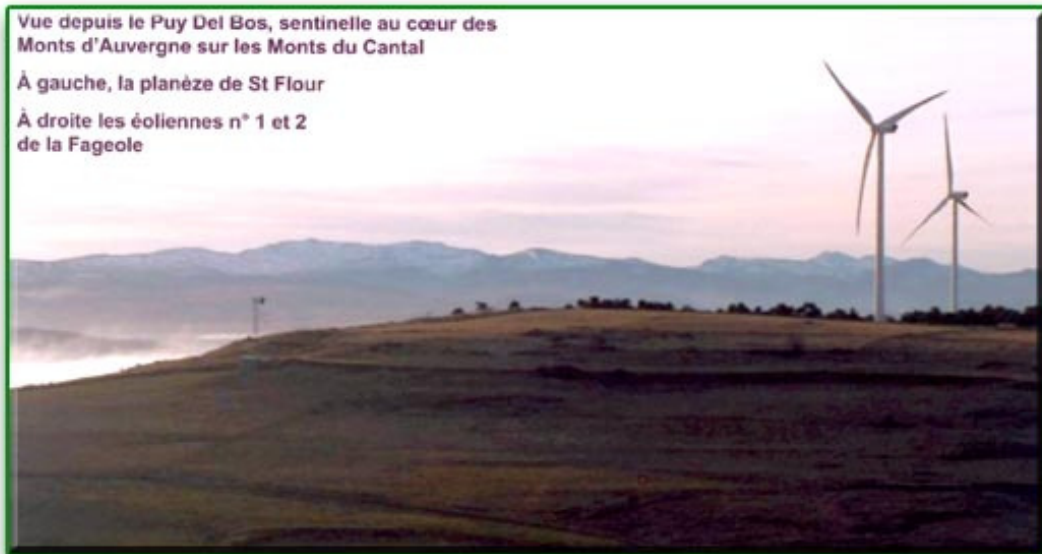 Vue depuis le Puy Del Bos, sentinelle au cœur des
Monts d'Auvergne sur les Monts du Cantal
À gauche, la planèze de St Flour
À droite les éoliennes n° 1 et 2
de la Fageole